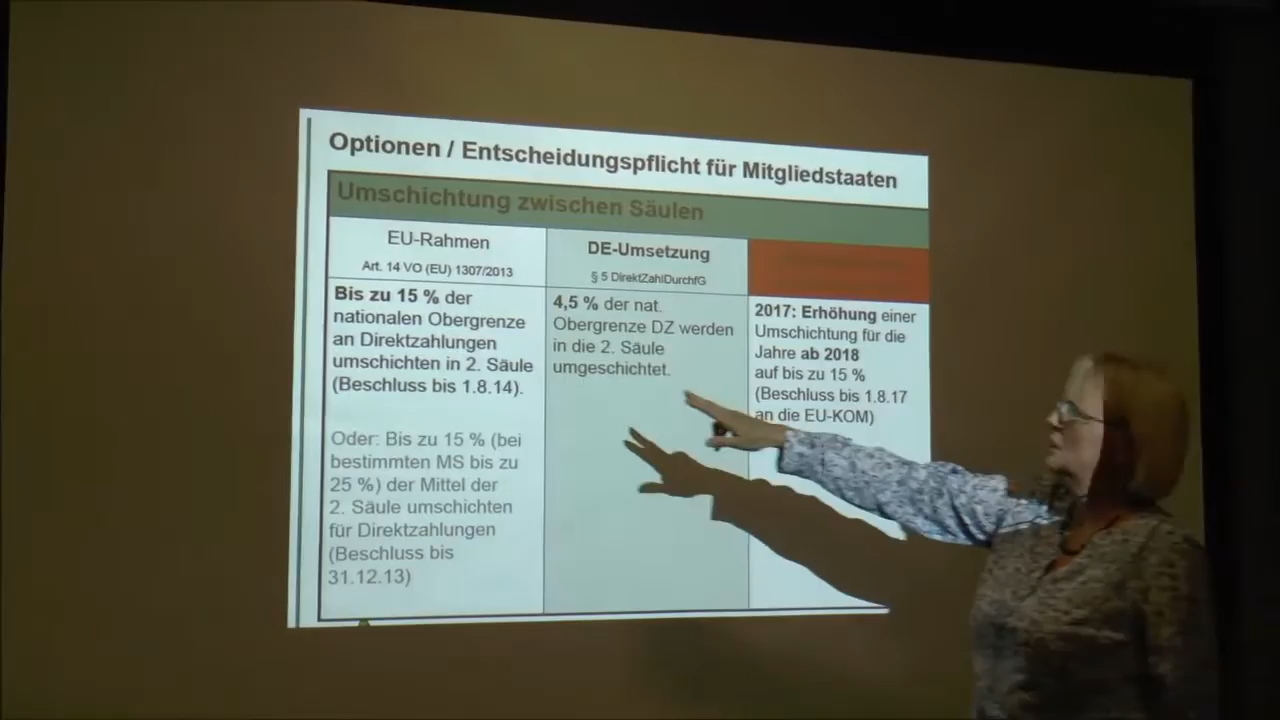 Optionen / Entscheidungspflicht für Mitgliedstaaten
Umschichtung zwischen Säulen
EU-Rahmen
Art. 14 VO (EU) 1307/2013
Bis zu 15 % der
nationalen Obergrenze
an Direktzahlungen
umschichten in 2. Säule
(Beschluss bis 1.8.14).
Oder: Bis zu 15 % (bei
bestimmten MS bis zu
25 %) der Mittel der
2. Säule umschichten
für Direktzahlungen
(Beschluss bis
31.12.13)
DE-Umsetzung
§ 5 DirektZahlDurchfG
4,5 % der nat.
Obergrenze DZ werden
in die 2. Säule
umgeschichtet.
2017: Erhöhung einer
Umschichtung für die
Jahre ab 2018
auf bis zu 15 %
(Beschluss bis 1.8.17
an die EU-KOM)